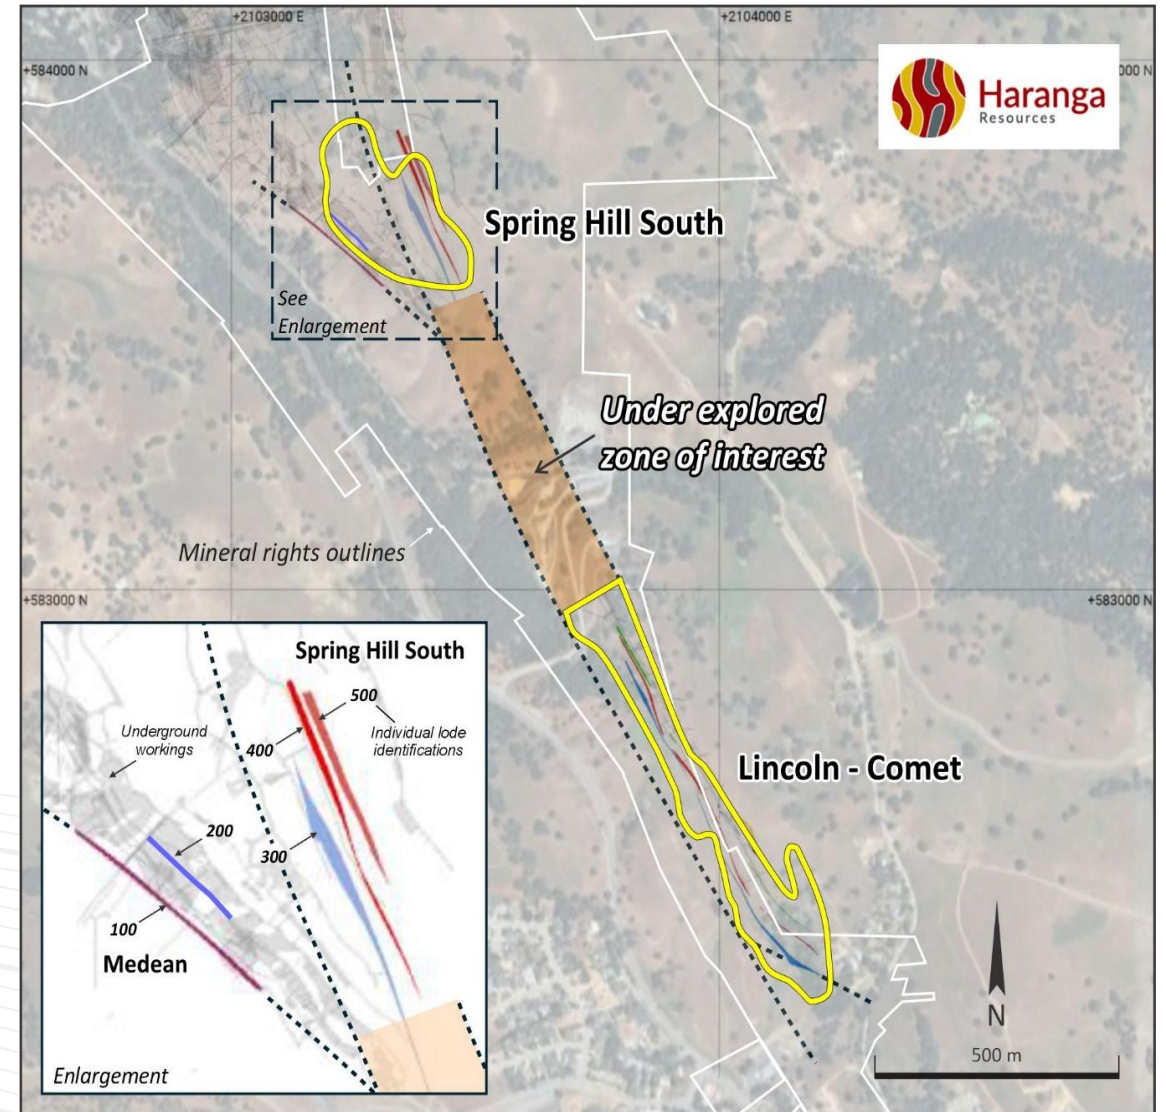 +2103000 E
+2104000 E
+584000 N
000 N
Haranga
Resources
Spring Hill South
See
Enlargement
Under explored
zone of interest
Mineral rights outlines
+583000 N
+583000 N
Spring Hill South
500
Underground
workings
Individual lode
identifications
400
200
300
100
Medean
Enlargement
Lincoln - Comet
N
500 m